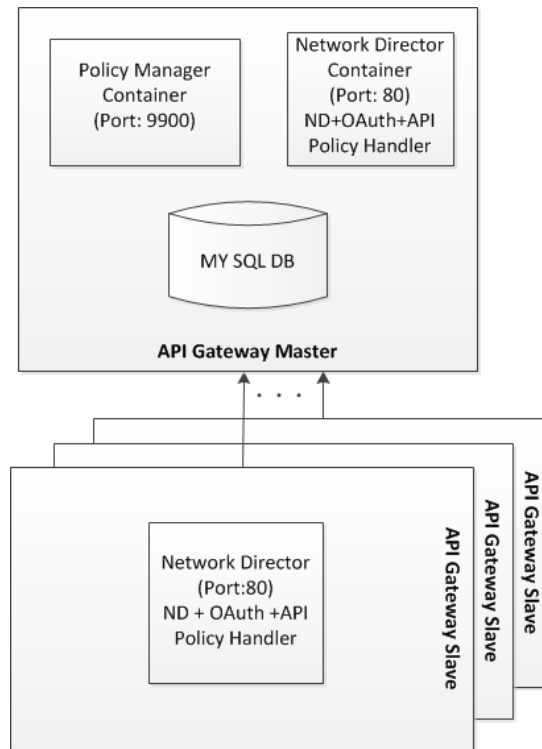 Policy Manager
Container
(Port: 9900)
Network Director
Container
(Port: 80)
ND+OAuth+API
Policy Handler
MY SQL DB
API Gateway Master
. . .
Network Director
(Port:80)
ND + OAuth +API
Policy Handler
API Gateway Slave
API Gateway Slave
API Gateway Slave